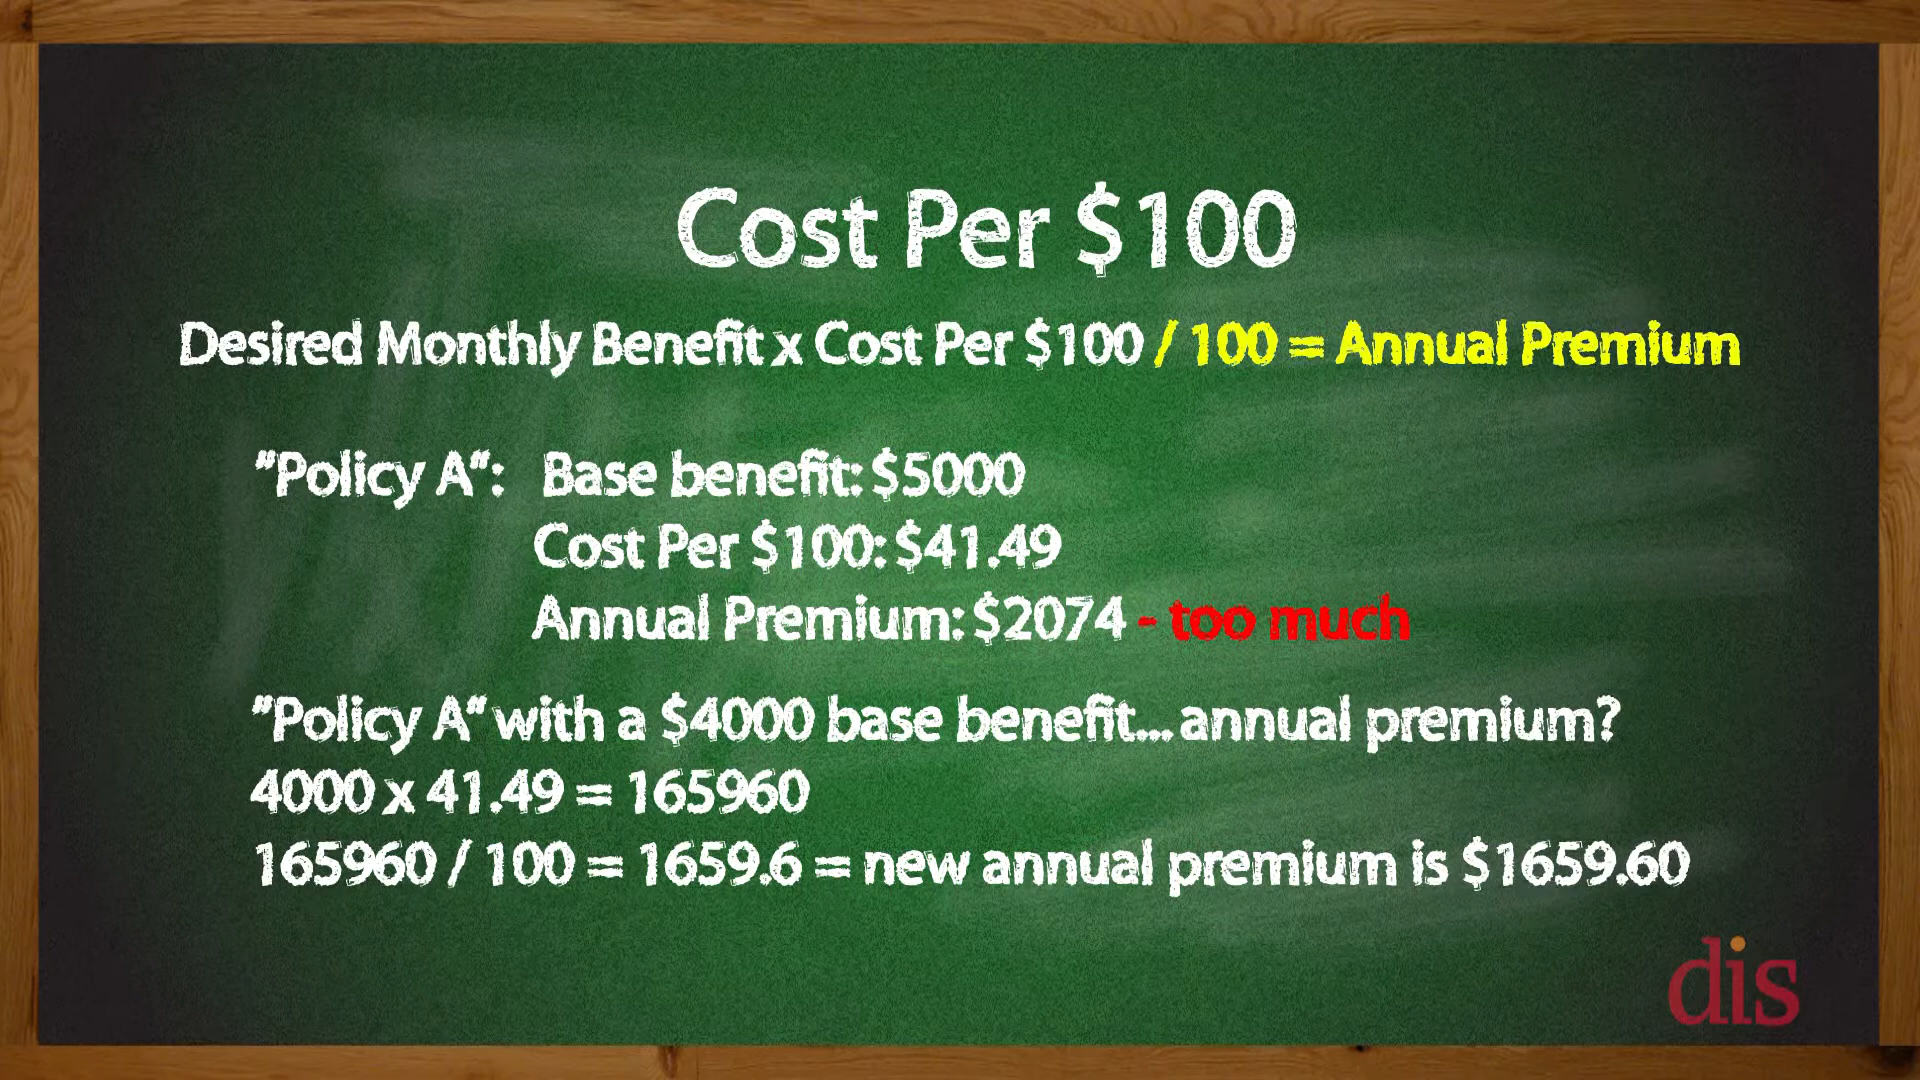 Cost Per $100
Desired Monthly Benefit x Cost Per $100 / 100 = Annual Premium
"Policy A": Base benefit: $5000
Cost Per $100: $41.49
Annual Premium: $2074 - too much
"Policy A" with a $4000 base benefit... annual premium?
4000 x 41.49 = 165960
165960 / 100 = 1659.6 = new annual premium is $1659.60
dis